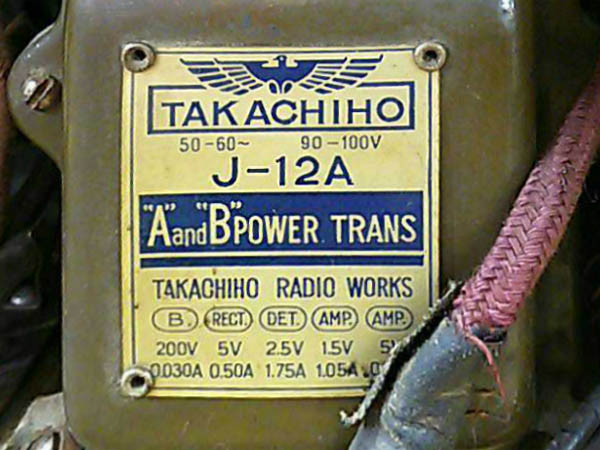 TAKACHIHO
50-60~ 90-100V
J-12A
"A" and "B" POWER TRANS
TAKACHIHO RADIO WORKS
B. RECT. DET. AMP. AMP.
200V 5V 2.5V 1.5V
0.030A 0.50A 1.75A 1.05A